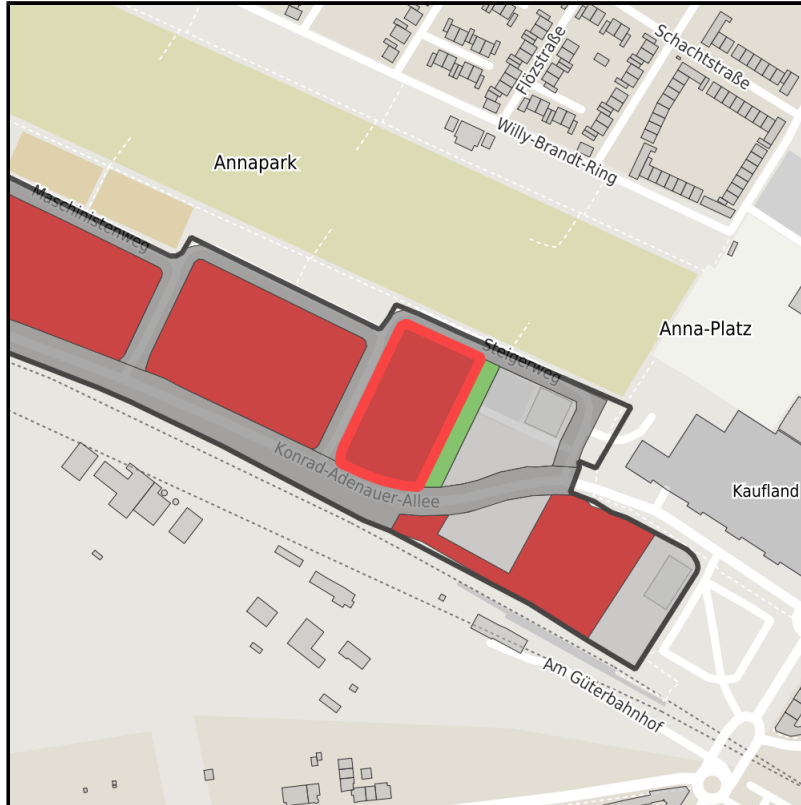 Schachtstraße
Flözstraße
Willy-Brandt-Ring
Annapark
Maschinistenweg
Anna-Platz
Steigerweg
Konrad-Adenauer-Allee
Kaufland
Am Güterbahnhof